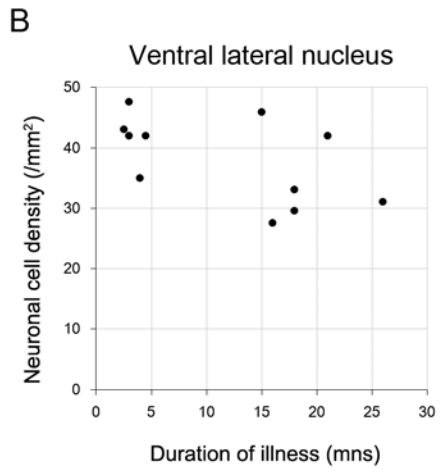 B
Ventral lateral nucleus
Neuronal cell density (/mm²)
50
40
30
20
10
0
0 5 10 15 20 25 30
Duration of illness (mns)